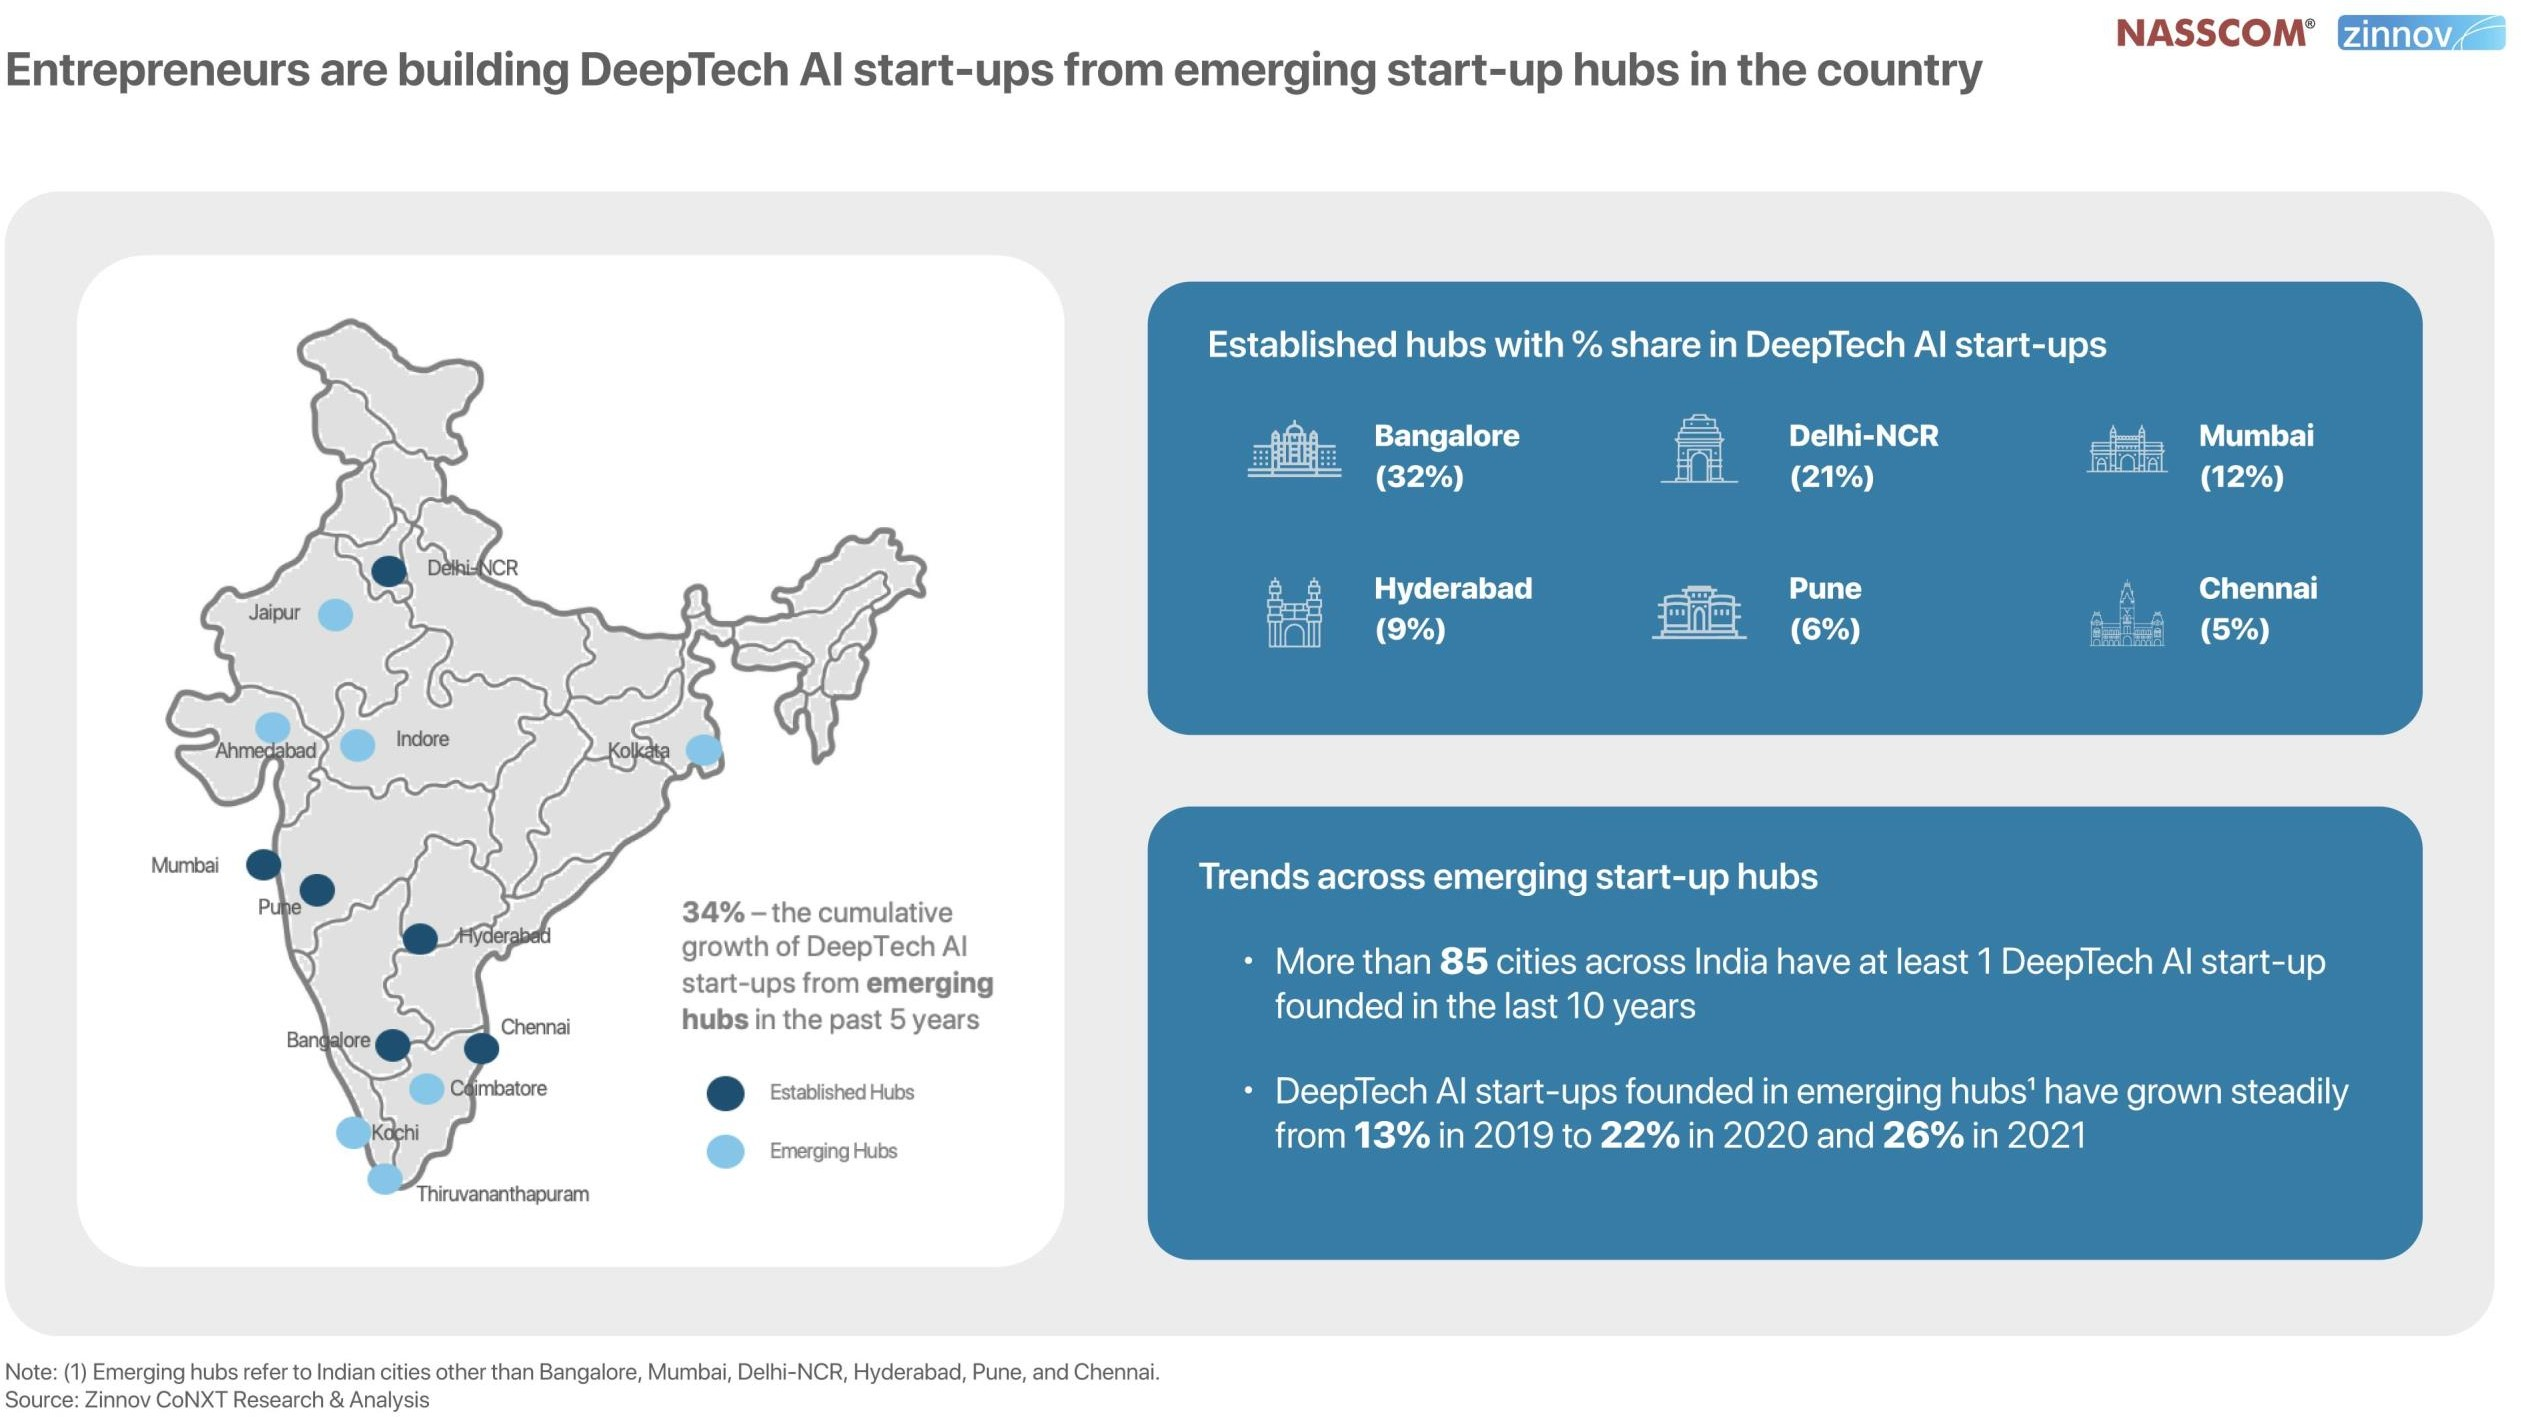 NASSCOM®
zinnov
Entrepreneurs are building DeepTech AI start-ups from emerging start-up hubs in the country
Delhi-NCR
Jaipur
Ahmedabad
Indore
Kolkata
Mumbai
Pune
Hyderabad
Bangalore
Chennai
Coimbatore
Kochi
Thiruvananthapuram
34% – the cumulative
growth of DeepTech AI
start-ups from emerging
hubs in the past 5 years
Established Hubs
Emerging Hubs
Established hubs with % share in DeepTech AI start-ups
Bangalore
(32%)
Delhi-NCR
(21%)
Mumbai
(12%)
Hyderabad
(9%)
Pune
(6%)
Chennai
(5%)
Trends across emerging start-up hubs
• More than 85 cities across India have at least 1 DeepTech AI start-up
founded in the last 10 years
• DeepTech AI start-ups founded in emerging hubs¹ have grown steadily
from 13% in 2019 to 22% in 2020 and 26% in 2021
Note: (1) Emerging hubs refer to Indian cities other than Bangalore, Mumbai, Delhi-NCR, Hyderabad, Pune, and Chennai.
Source: Zinnov CoNXT Research & Analysis